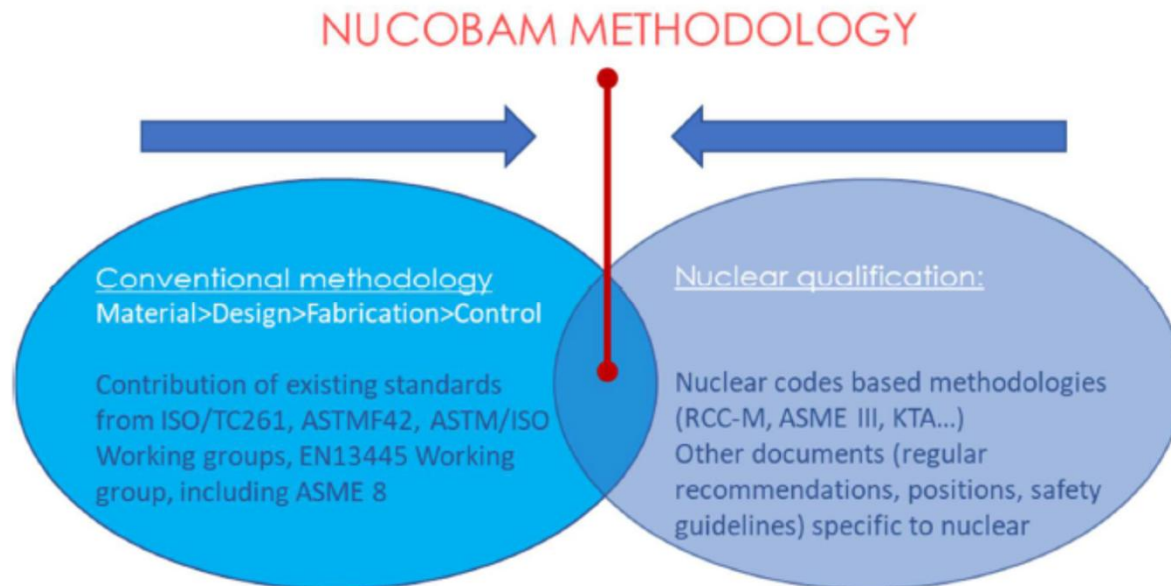 NUCOBAM METHODOLOGY
Conventional methodology
Material>Design>Fabrication>Control
Contribution of existing standards
from ISO/TC261, ASTMF42, ASTM/ISO
Working groups, EN13445 Working
group, including ASME 8
Nuclear qualification:
Nuclear codes based methodologies
(RCC-M, ASME III, KTA...)
Other documents (regular
recommendations, positions, safety
guidelines) specific to nuclear